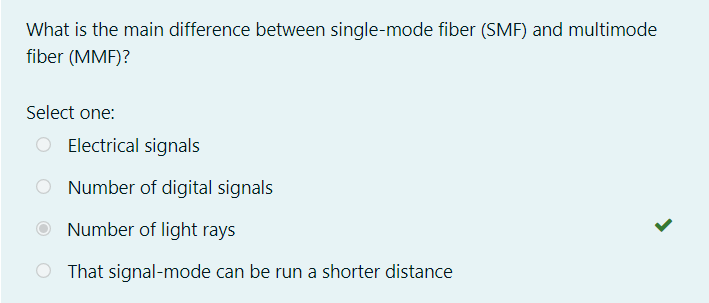 What is the main difference between single-mode fiber (SMF) and multimode
fiber (MMF)?
Select one:
Electrical signals
Number of digital signals
Number of light rays
That signal-mode can be run a shorter distance